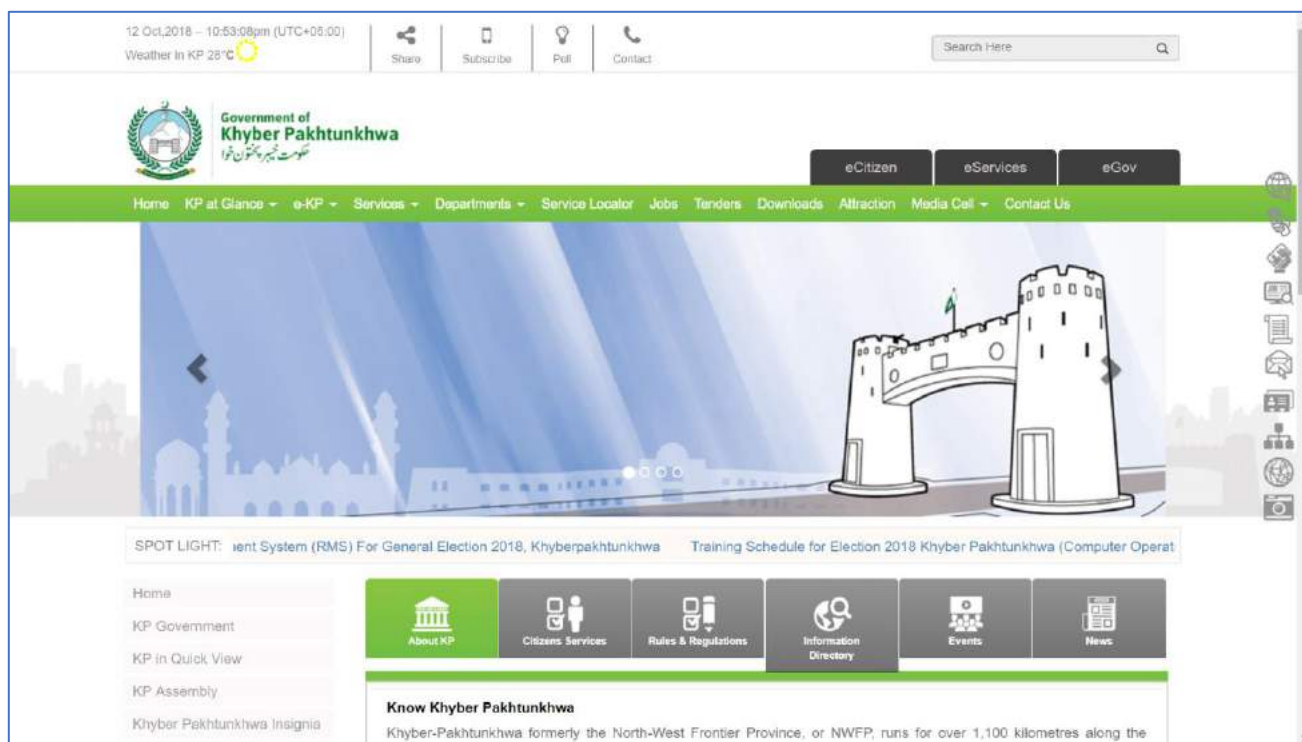 12 Oct,2018 - 10:53:08pm (UTC+05:00)
Weather in KP 28°C
Share
Subscribe
Poll
Contact
Search Here
Government of
Khyber Pakhtunkhwa
حکومت خیبر پختون خوا
eCitizen
eServices
eGov
Home KP at Glance e-KP Services Departments Service Locator Jobs Tenders Downloads Attraction Media Cell Contact Us
SPOT LIGHT: ent System (RMS) For General Election 2018, Khyberpakhtunkhwa Training Schedule for Election 2018 Khyber Pakhtunkhwa (Computer Operat
Home
KP Government
KP in Quick View
KP Assembly
Khyber Pakhtunkhwa Insignia
About KP
Citizens Services
Rules & Regulations
Information
Directory
Events
News
Know Khyber Pakhtunkhwa
Khyber-Pakhtunkhwa formerly the North-West Frontier Province, or NWFP, runs for over 1,100 kilometres along the